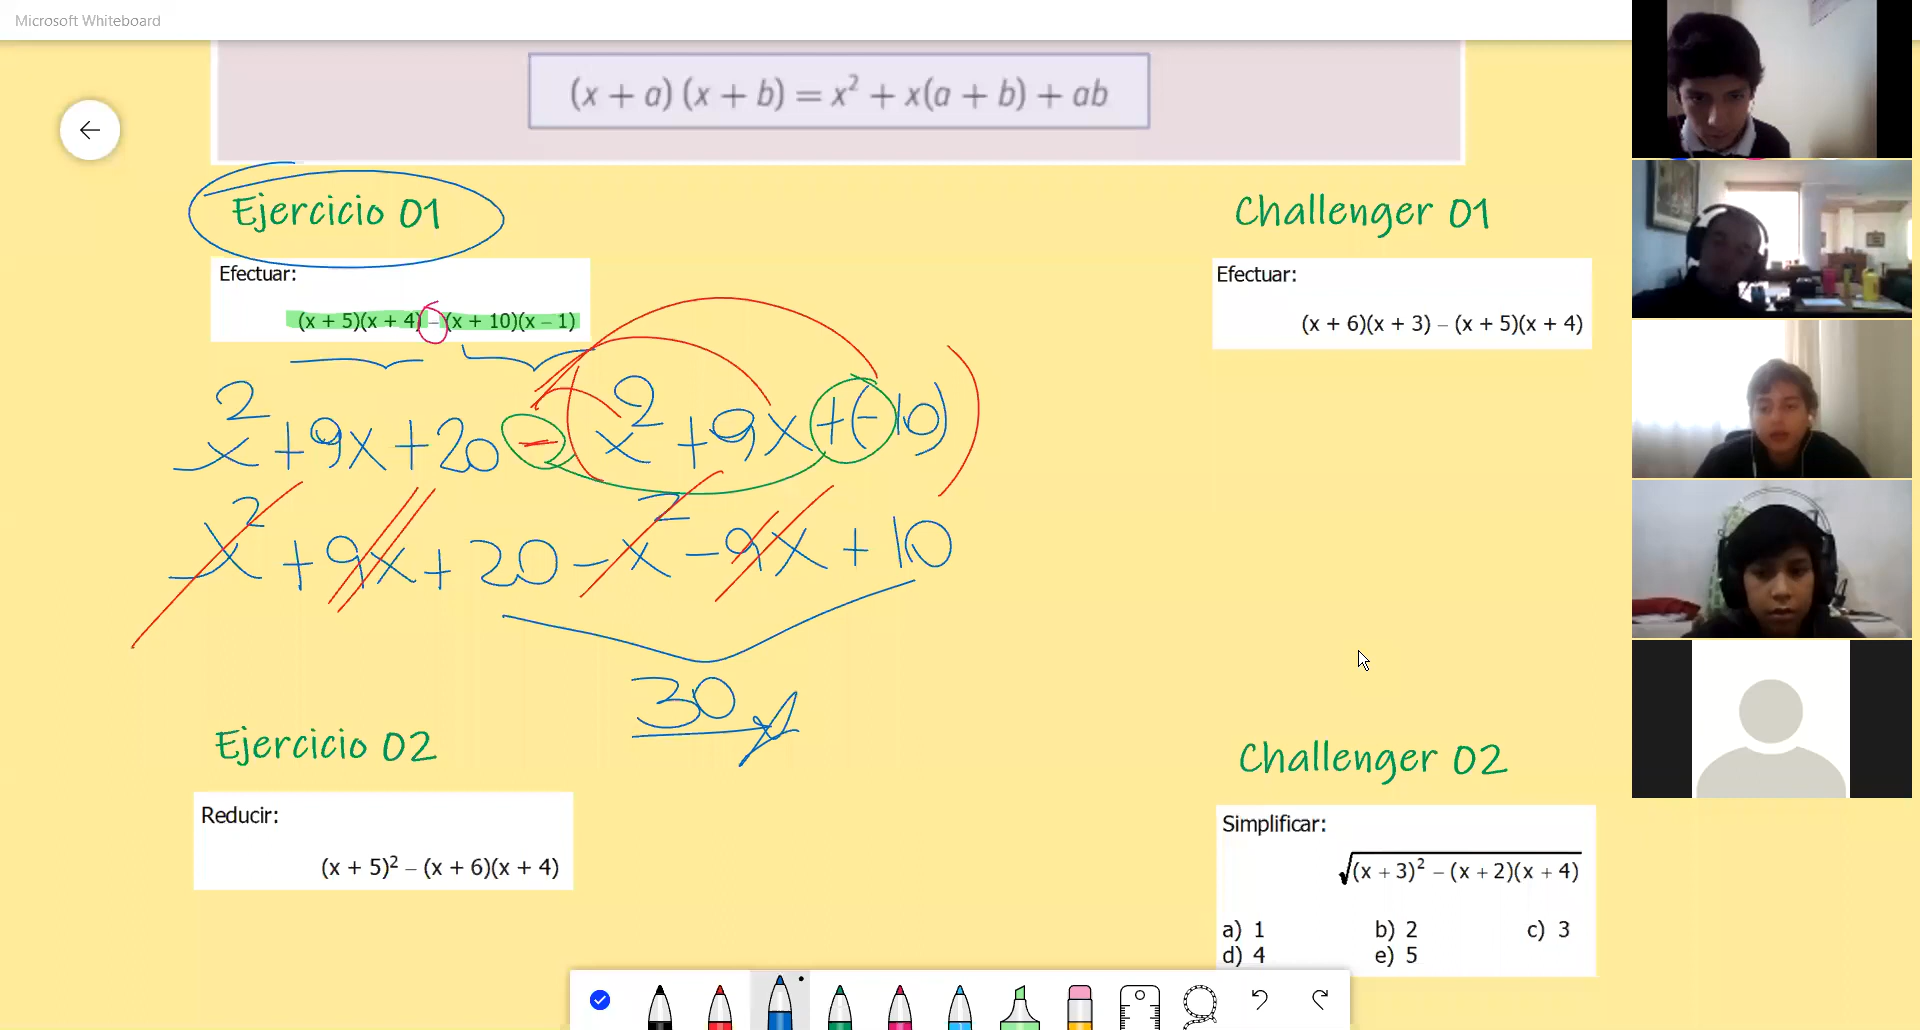 Microsoft Whiteboard
(x + a) (x + b) = x² + x(a + b) + ab
Ejercicio 01
Efectuar:
(x + 5)(x + 4) – (x + 10)(x – 1)
x² + 9x + 20 – (x² + 9x + (–10))
x² + 9x + 20 – x² – 9x + 10
30
Challenger 01
Efectuar:
(x + 6)(x + 3) – (x + 5)(x + 4)
Ejercicio 02
Reducir:
(x + 5)² – (x + 6)(x + 4)
Challenger 02
Simplificar:
√(x + 3)² – (x + 2)(x + 4)
a) 1 b) 2 c) 3
d) 4 e) 5